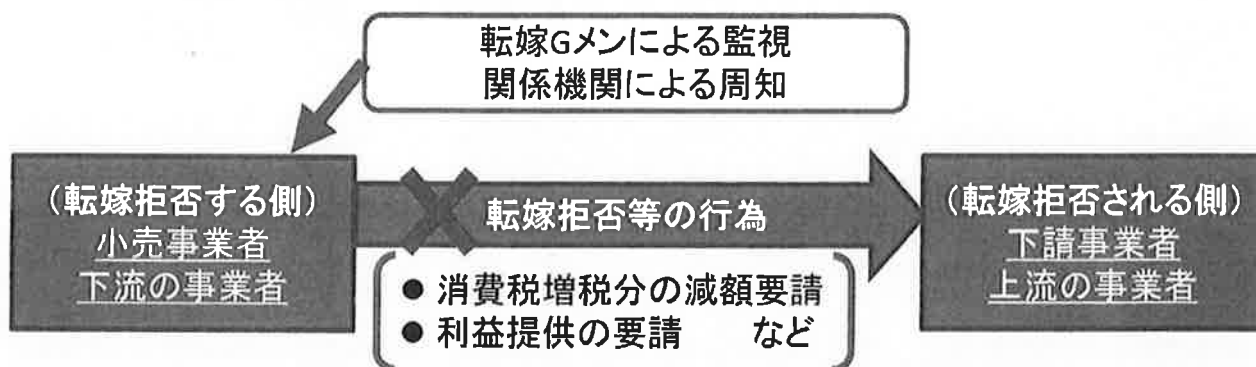 転嫁Gメンによる監視
関係機関による周知
(転嫁拒否する側)
小売事業者
下流の事業者
転嫁拒否等の行為
● 消費税増税分の減額要請
● 利益提供の要請　　など
(転嫁拒否される側)
下請事業者
上流の事業者